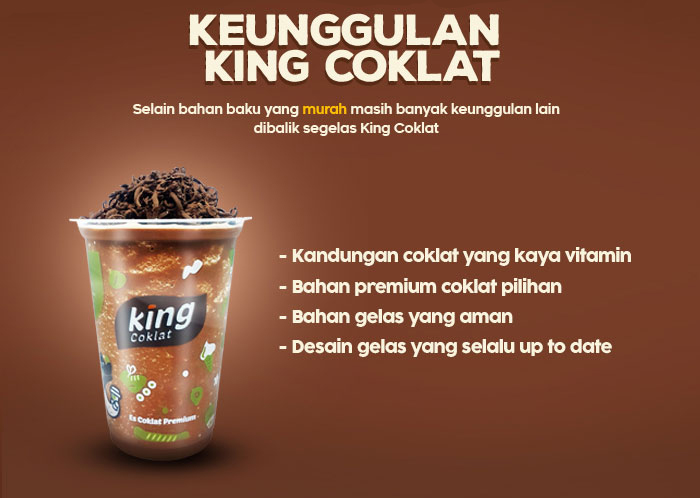 KEUNGGULAN
KING COKLAT
Selain bahan baku yang murah masih banyak keunggulan lain
dibalik segelas King Coklat
- Kandungan coklat yang kaya vitamin
- Bahan premium coklat pilihan
- Bahan gelas yang aman
- Desain gelas yang selalu up to date
king
Coklat
Es Coklat Premium